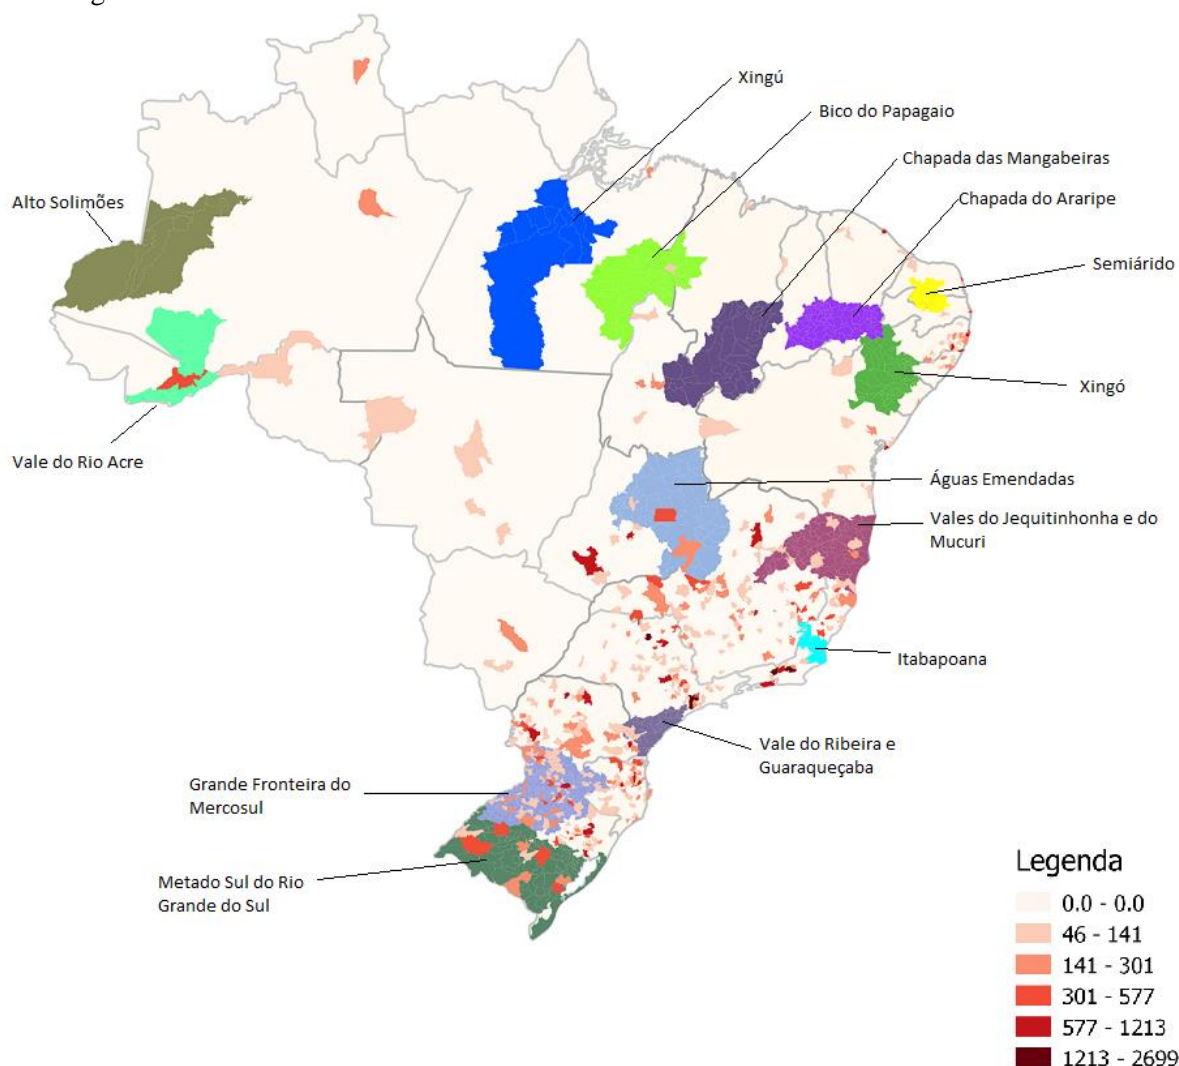 Xingú
Bico do Papagaio
Chapada das Mangabeiras
Chapada do Araripe
Alto Solimões
Semiárido
Xingó
Vale do Rio Acre
Águas Emendadas
Vales do Jequitinhonha e do
Mucuri
Itabapoana
Vale do Ribeira e
Guaraqueçaba
Grande Fronteira do
Mercosul
Metado Sul do Rio
Grande do Sul
Legenda
0.0 - 0.0
46 - 141
141 - 301
301 - 577
577 - 1213
1213 - 2699